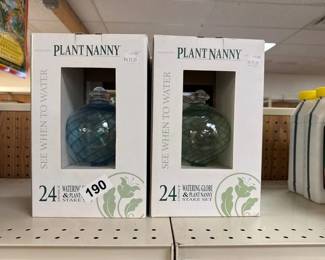 PLANT NANNY
SEE WHEN TO WATER
24
WATERING GLOBE
& PLANT NANNY
STAKE SET
190
PLANT NANNY
SEE WHEN TO WATER
24
WATERING GLOBE
& PLANT NANNY
STAKE SET